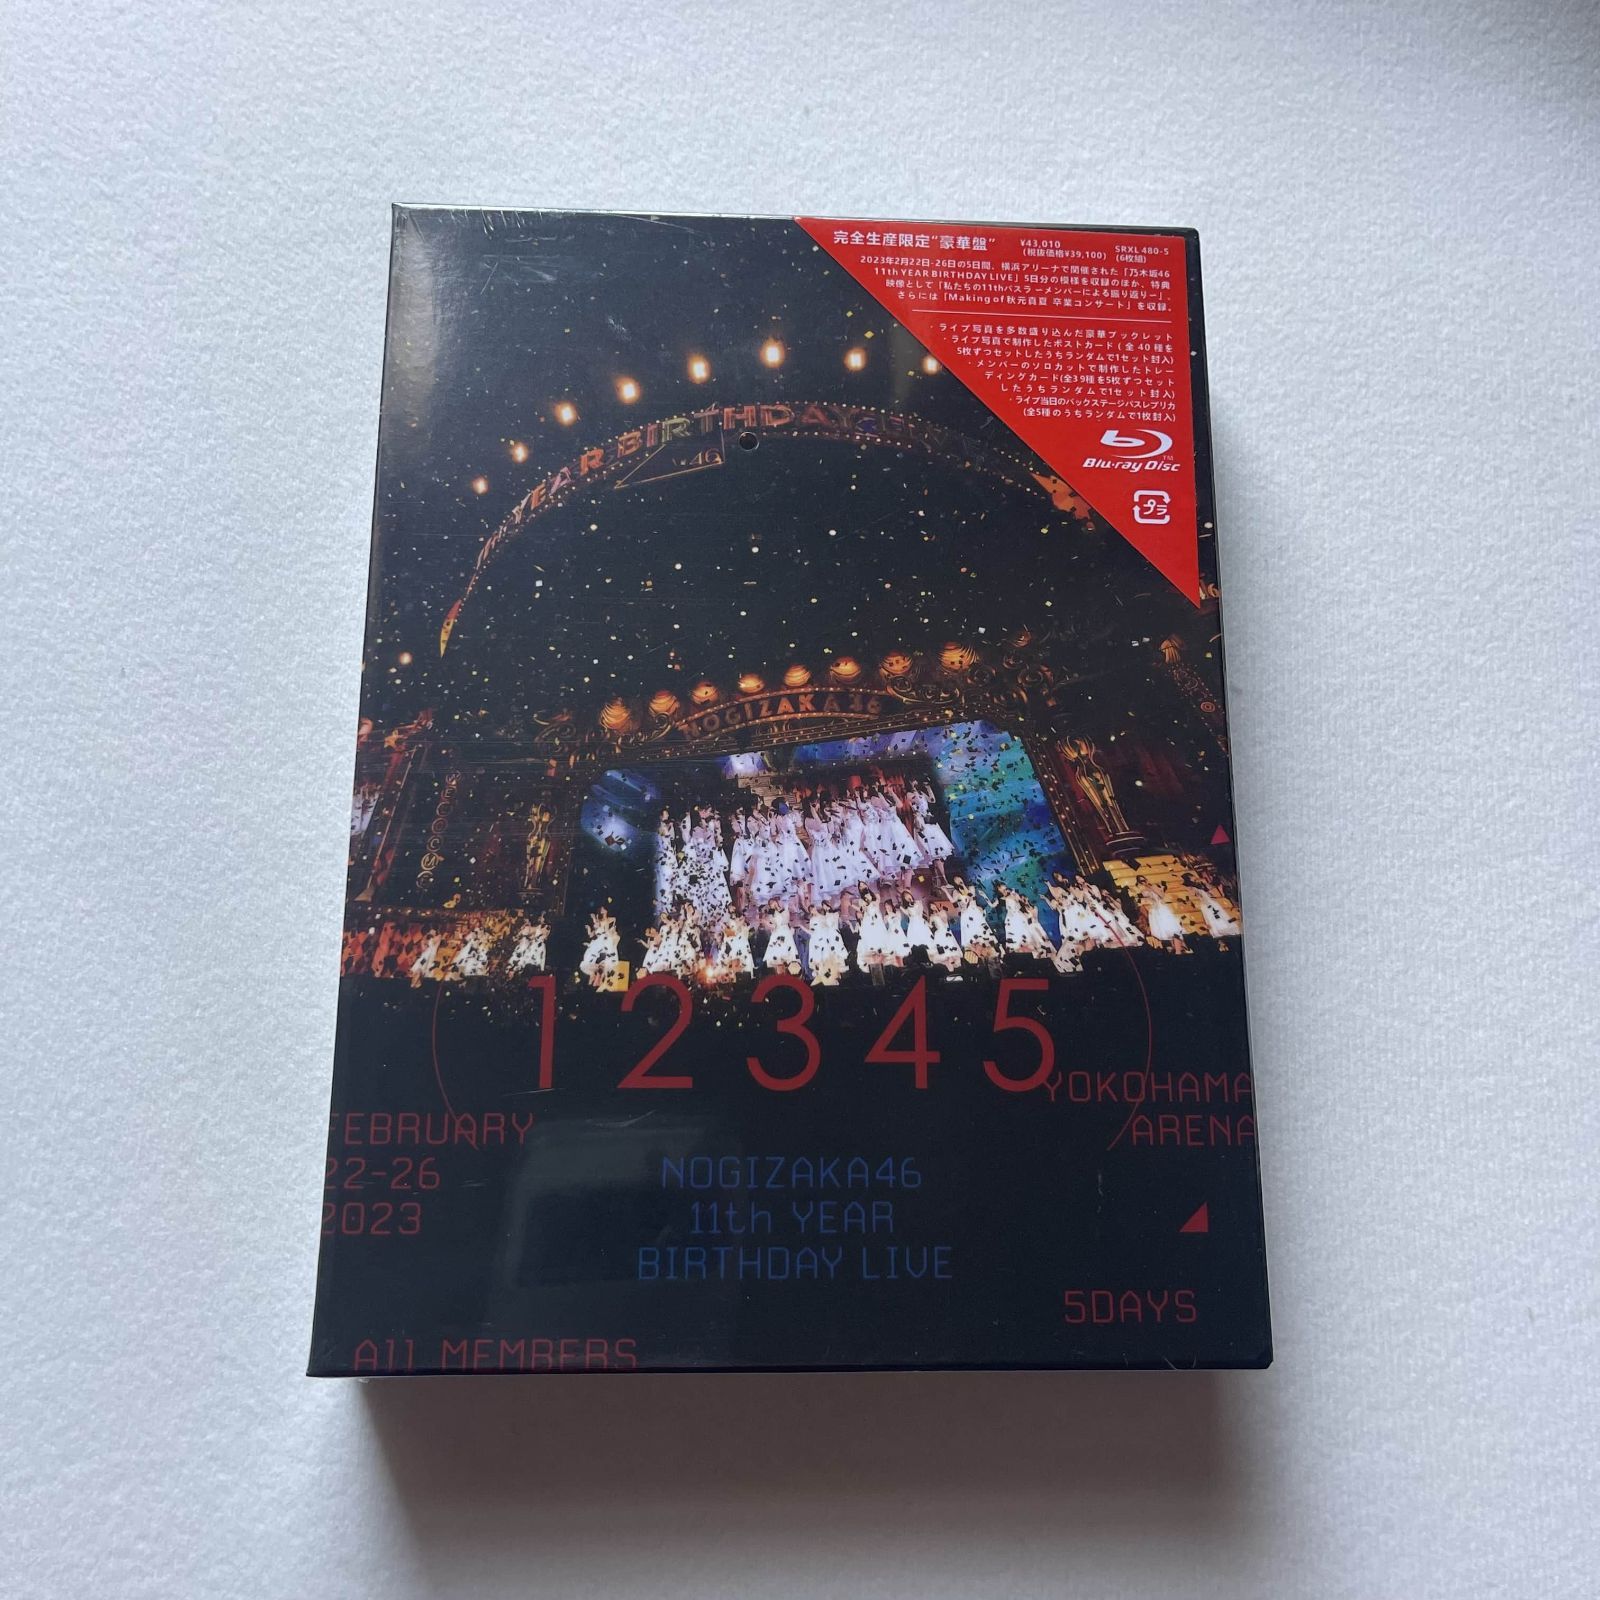 完全生産限定"豪華盤" ¥43,010 SRXL 480-5
(税抜価格¥39,100) (6枚組)
2023年2月22日-26日の5日間、横浜アリーナで開催された「乃木坂46
11th YEAR BIRTHDAY LIVE」5日分の模様を収録のほか、特典
映像として「私たちの11thバスラーメンバーによる振り返りー」、
さらには「Making of 秋元真夏 卒業コンサート」を収録。
・ライブ写真を多数盛り込んだ豪華ブックレット
・ライブ写真で制作したポストカード(全40種を
5枚ずつセットしたうちランダムで1セット封入)
・メンバーのソロカットで制作したトレー
ディングカード(全39種を5枚ずつセット
したうちランダムで1セット封入)
・ライブ当日のバックステージパスレプリカ
(全5種のうちランダムで1枚封入)
Blu-ray Disc™
プラ
YEAR BIRTHDAY
46
NOGIZAKA46
12345
YOKOHAMA
ARENA
FEBRUARY
22-26
2023
NOGIZAKA46
11th YEAR
BIRTHDAY LIVE
5DAYS
All MEMBERS